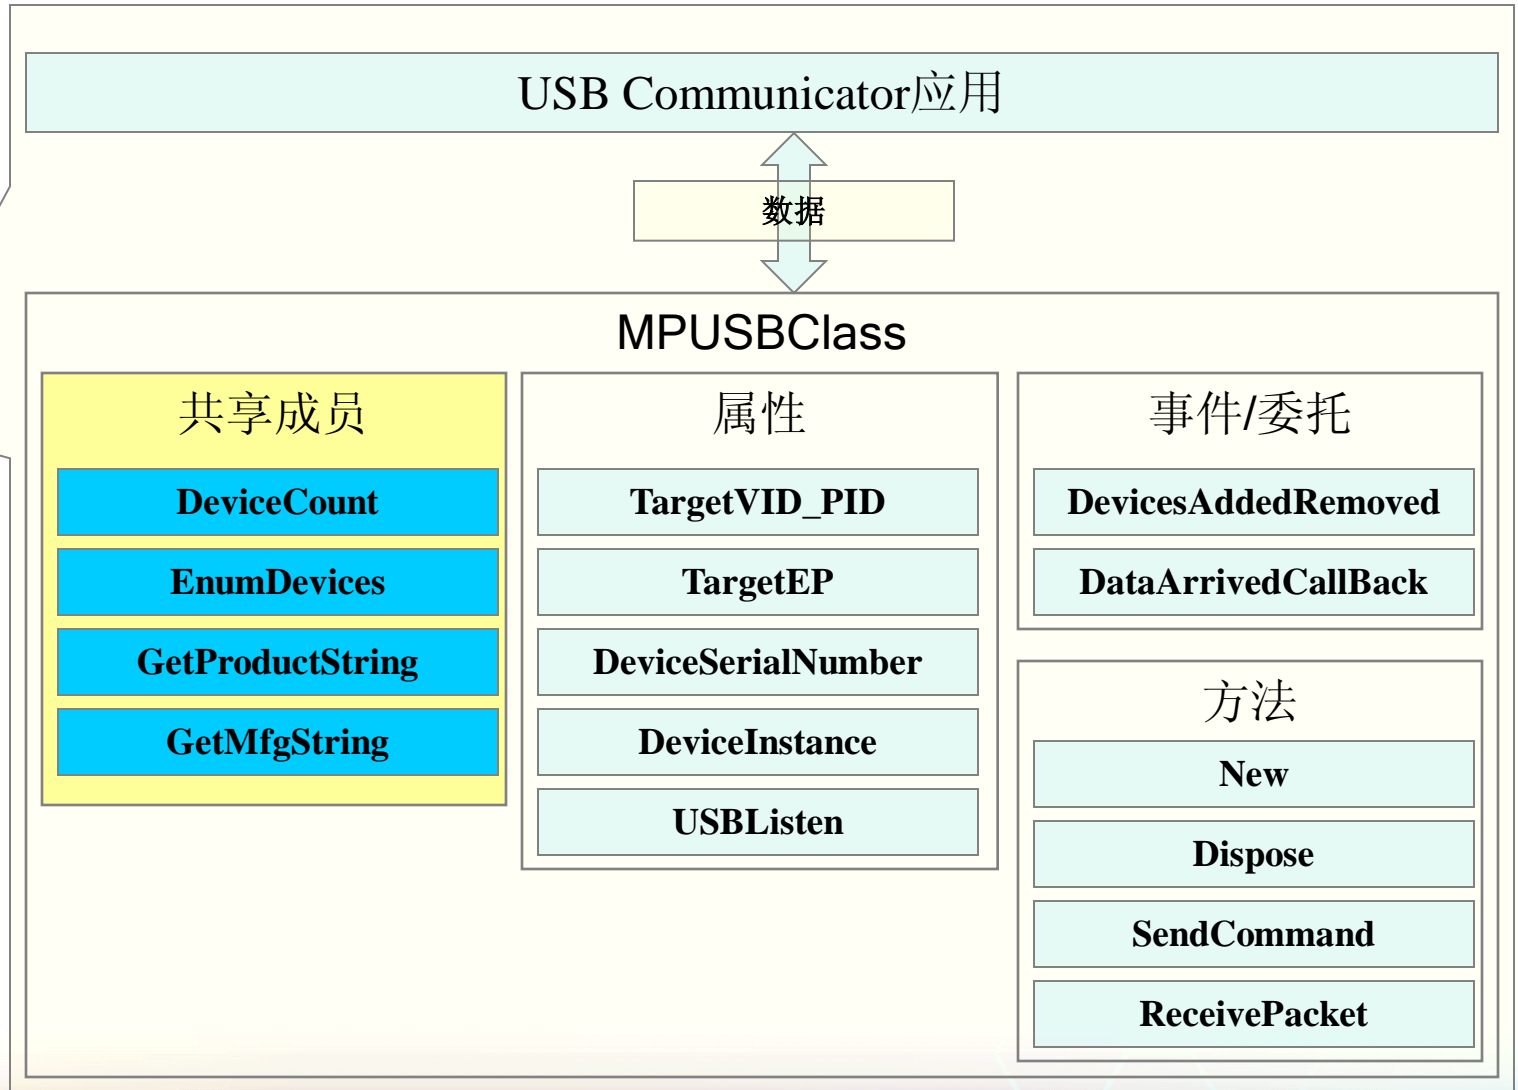 USB Communicator应用
数据
MPUSBClass
共享成员
DeviceCount
EnumDevices
GetProductString
GetMfgString
属性
TargetVID_PID
TargetEP
DeviceSerialNumber
DeviceInstance
USBListen
事件/委托
DevicesAddedRemoved
DataArrivedCallBack
方法
New
Dispose
SendCommand
ReceivePacket